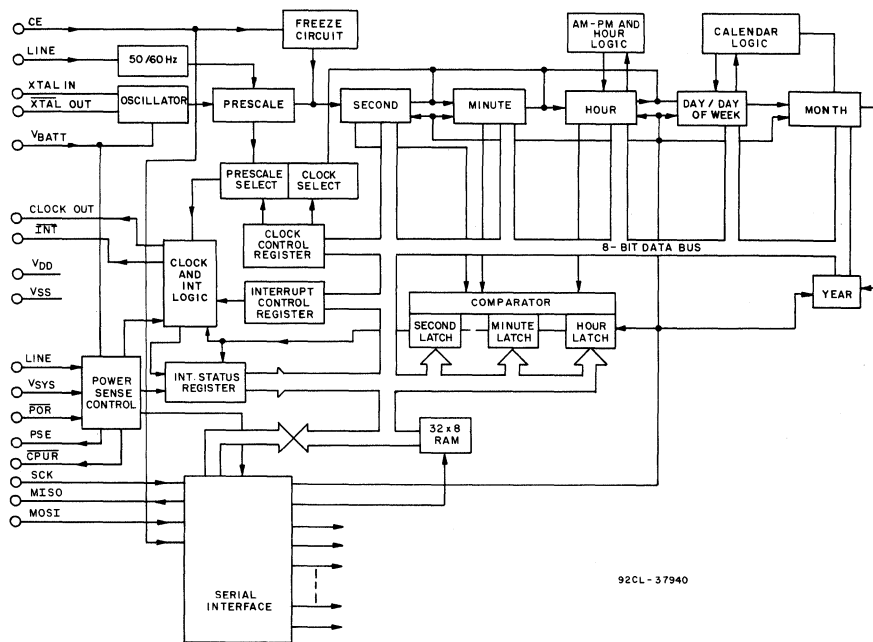 CE
LINE
XTAL IN
XTAL OUT
VBATT
CLOCK OUT
INT
VDD
VSS
LINE
VSYS
POR
PSE
CPUR
SCK
MISO
MOSI
50/60 Hz
OSCILLATOR
FREEZE
CIRCUIT
PRESCALE
SECOND
MINUTE
AM-PM AND
HOUR
LOGIC
HOUR
CALENDAR
LOGIC
DAY / DAY
OF WEEK
MONTH
PRESCALE
SELECT
CLOCK
SELECT
CLOCK
CONTROL
REGISTER
CLOCK
AND
INT
LOGIC
INTERRUPT
CONTROL
REGISTER
8-BIT DATA BUS
YEAR
COMPARATOR
SECOND
LATCH
MINUTE
LATCH
HOUR
LATCH
POWER
SENSE
CONTROL
INT. STATUS
REGISTER
32 x 8
RAM
SERIAL
INTERFACE
92CL-37940